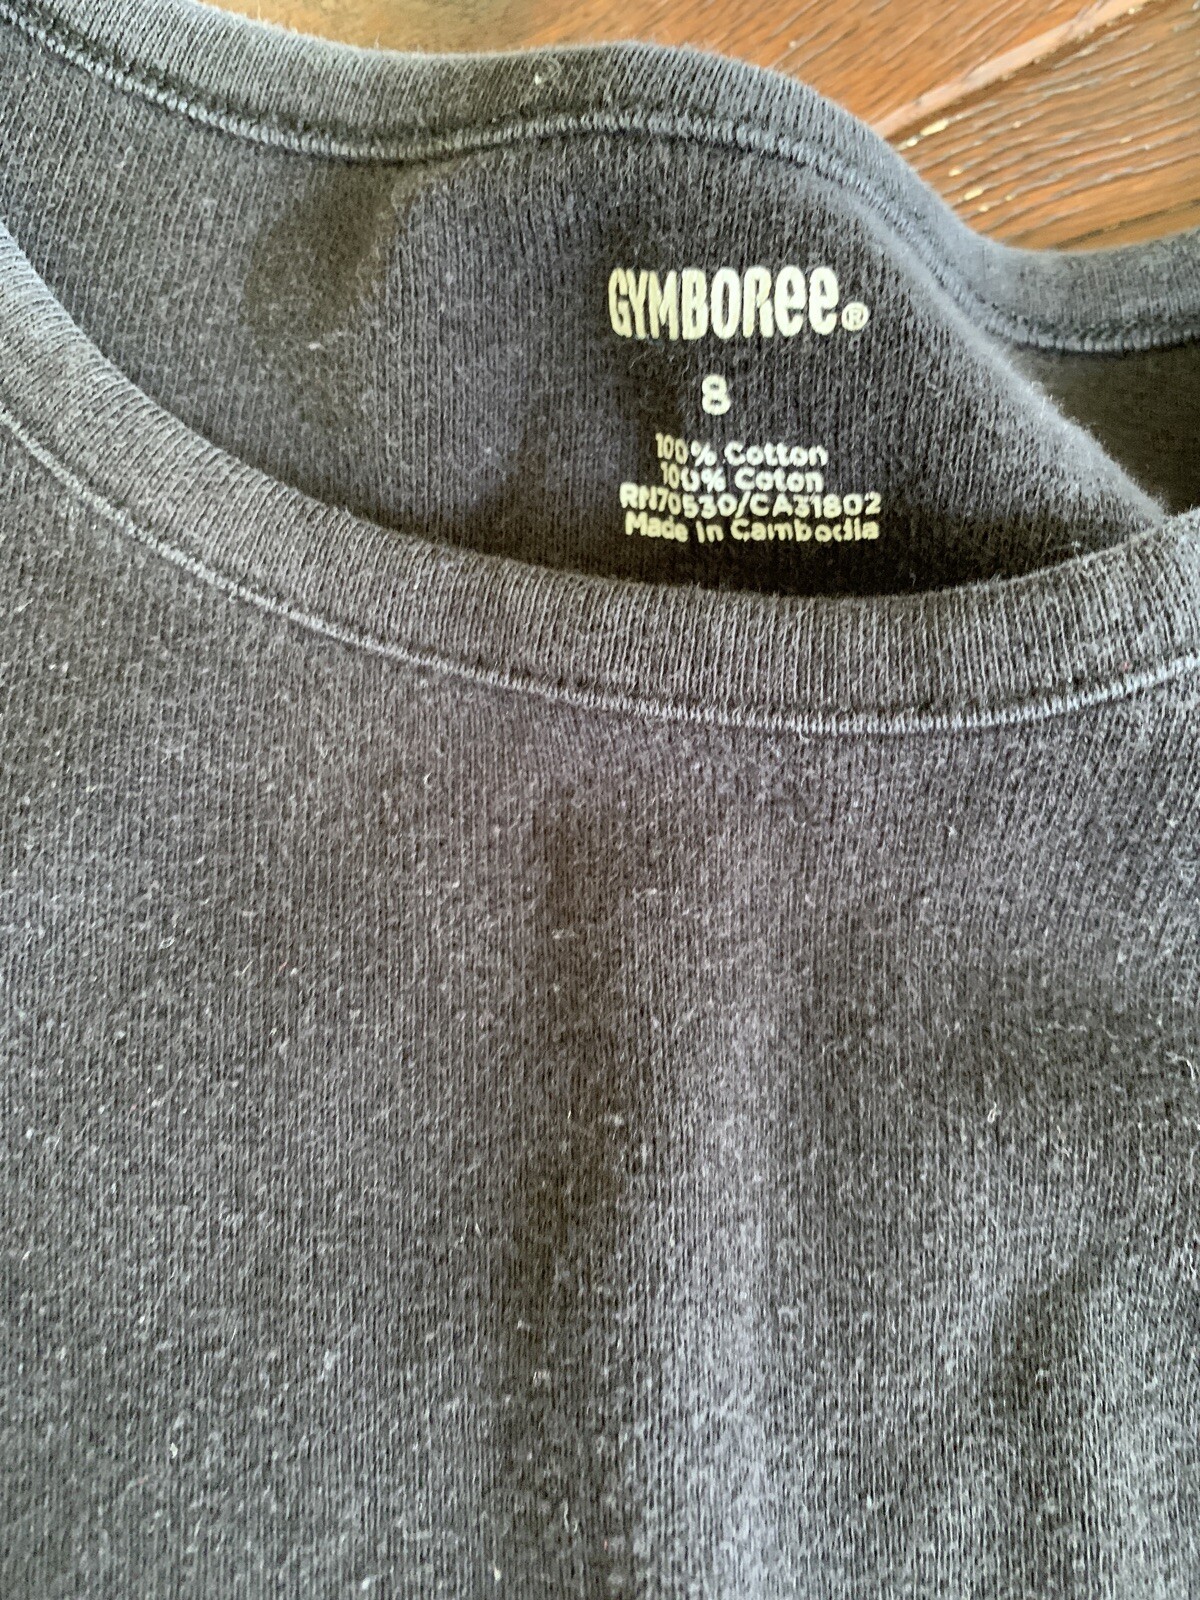 GYMBOREE®
8
100% Cotton
100% Coton
RN70530/CA31802
Made in Cambodia